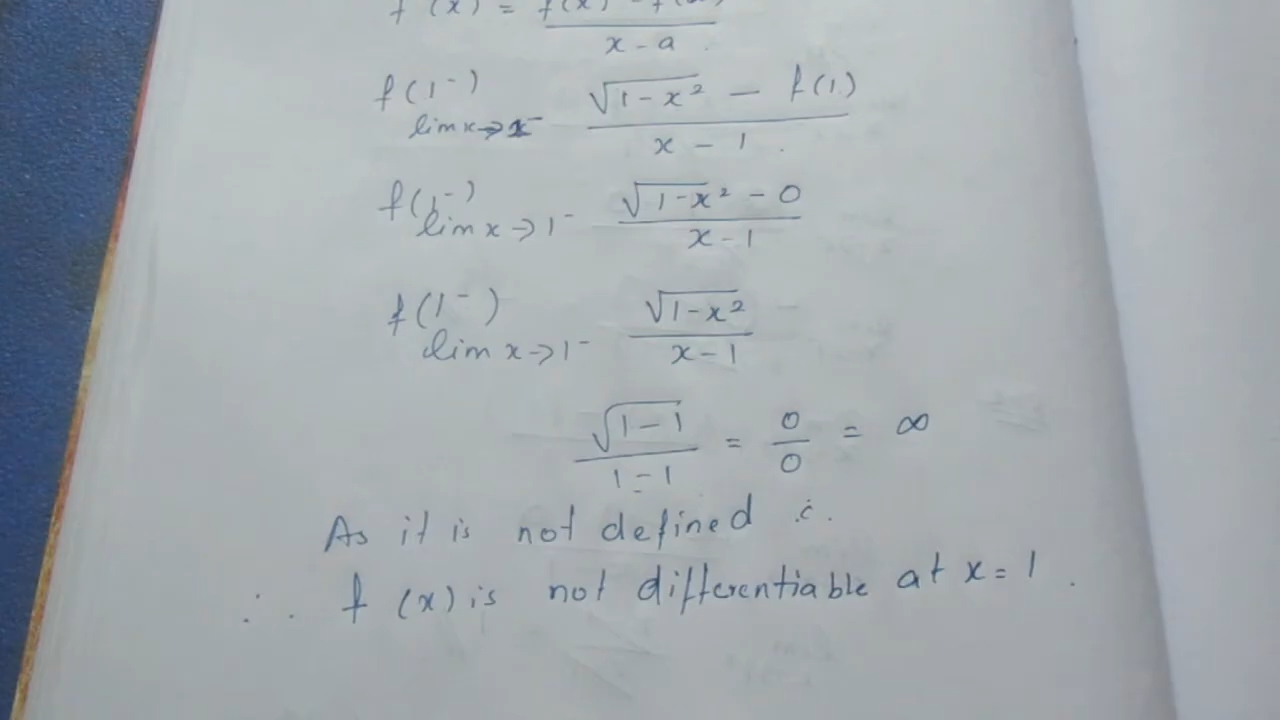 f (x) = f(x) - f(a)
x - a
f(1⁻) √1-x² — f(1)
lim x→1⁻ x - 1
f(1⁻) √1-x² - 0
lim x→1⁻ x-1
f(1⁻) √1-x²
lim x→1⁻ x-1
√1-1 = 0 = ∞
1-1 0
As it is not defined
∴ f (x) is not differentiable at x = 1.